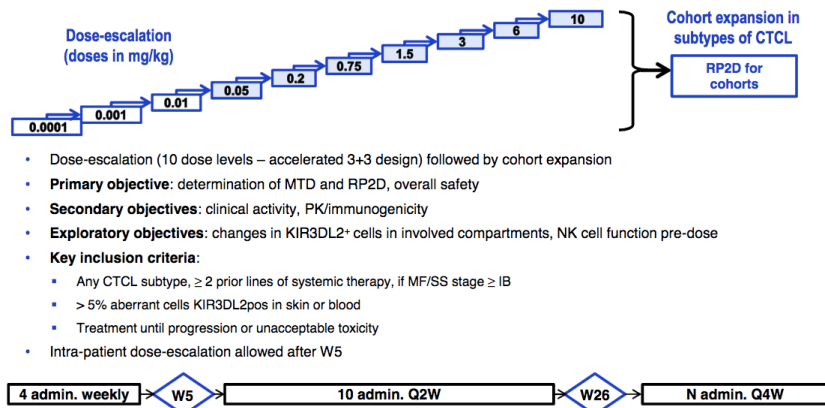 Dose-escalation
(doses in mg/kg)
0.0001
0.001
0.01
0.05
0.2
0.75
1.5
3
6
10
Cohort expansion in
subtypes of CTCL
RP2D for
cohorts
• Dose-escalation (10 dose levels – accelerated 3+3 design) followed by cohort expansion
• Primary objective: determination of MTD and RP2D, overall safety
• Secondary objectives: clinical activity, PK/immunogenicity
• Exploratory objectives: changes in KIR3DL2+ cells in involved compartments, NK cell function pre-dose
• Key inclusion criteria:
▪ Any CTCL subtype, ≥ 2 prior lines of systemic therapy, if MF/SS stage ≥ IB
▪ > 5% aberrant cells KIR3DL2pos in skin or blood
▪ Treatment until progression or unacceptable toxicity
• Intra-patient dose-escalation allowed after W5
4 admin. weekly
W5
10 admin. Q2W
W26
N admin. Q4W